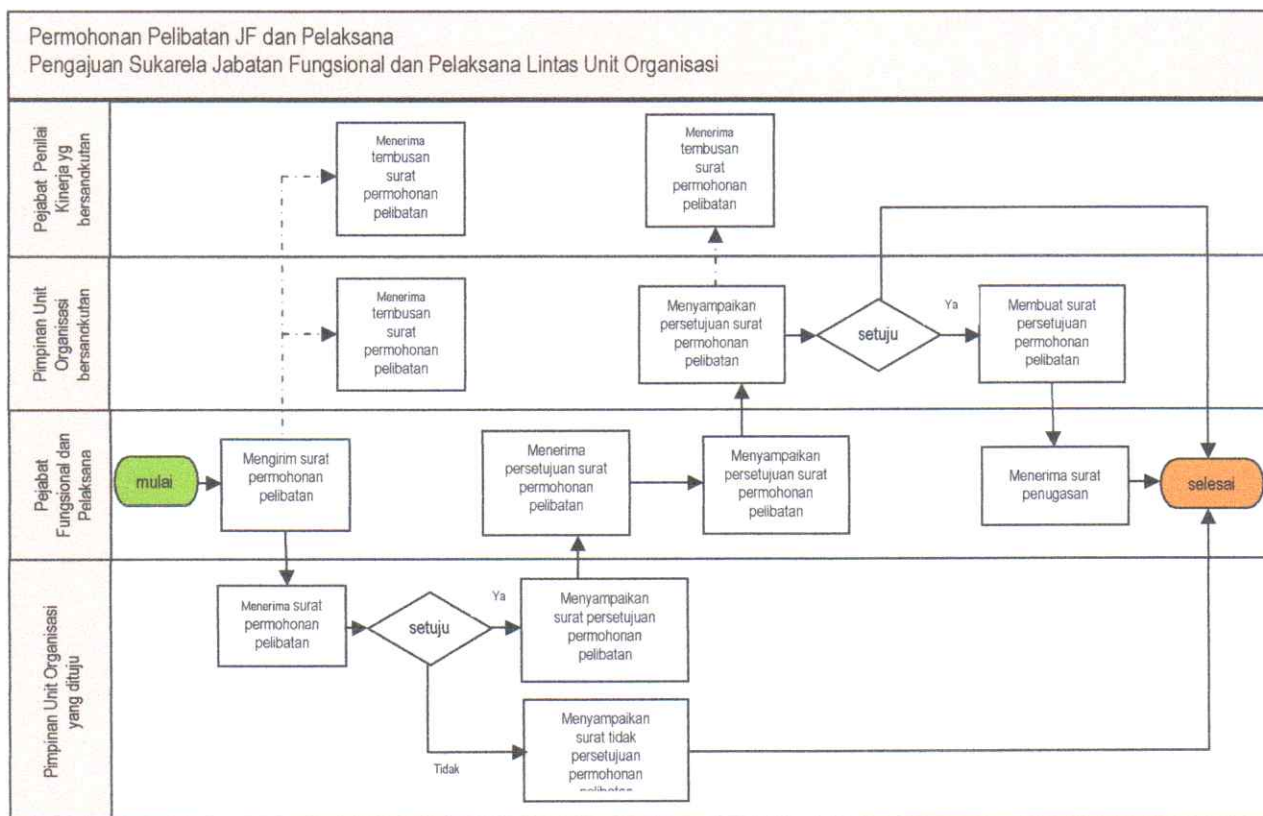 Permohonan Pelibatan JF dan Pelaksana
Pengajuan Sukarela Jabatan Fungsional dan Pelaksana Lintas Unit Organisasi
Pejabat Penilai
Kinerja yg
bersangkutan
Menerima
tembusan
surat
permohonan
pelibatan
Menerima
tembusan
surat
permohonan
pelibatan
Pimpinan Unit
Organisasi
bersangkutan
Menerima
tembusan
surat
permohonan
pelibatan
Menyampaikan
persetujuan surat
permohonan
pelibatan
setuju
Ya
Membuat surat
persetujuan
permohonan
pelibatan
Pejabat
Fungsional dan
Pelaksana
mulai
Mengirim surat
permohonan
pelibatan
Menerima
persetujuan surat
permohonan
pelibatan
Menyampaikan
persetujuan surat
permohonan
pelibatan
Menerima surat
penugasan
selesai
Pimpinan Unit Organisasi
yang dituju
Menerima surat
permohonan
pelibatan
setuju
Ya
Menyampaikan
surat persetujuan
permohonan
pelibatan
Tidak
Menyampaikan
surat tidak
persetujuan
permohonan
pelibatan